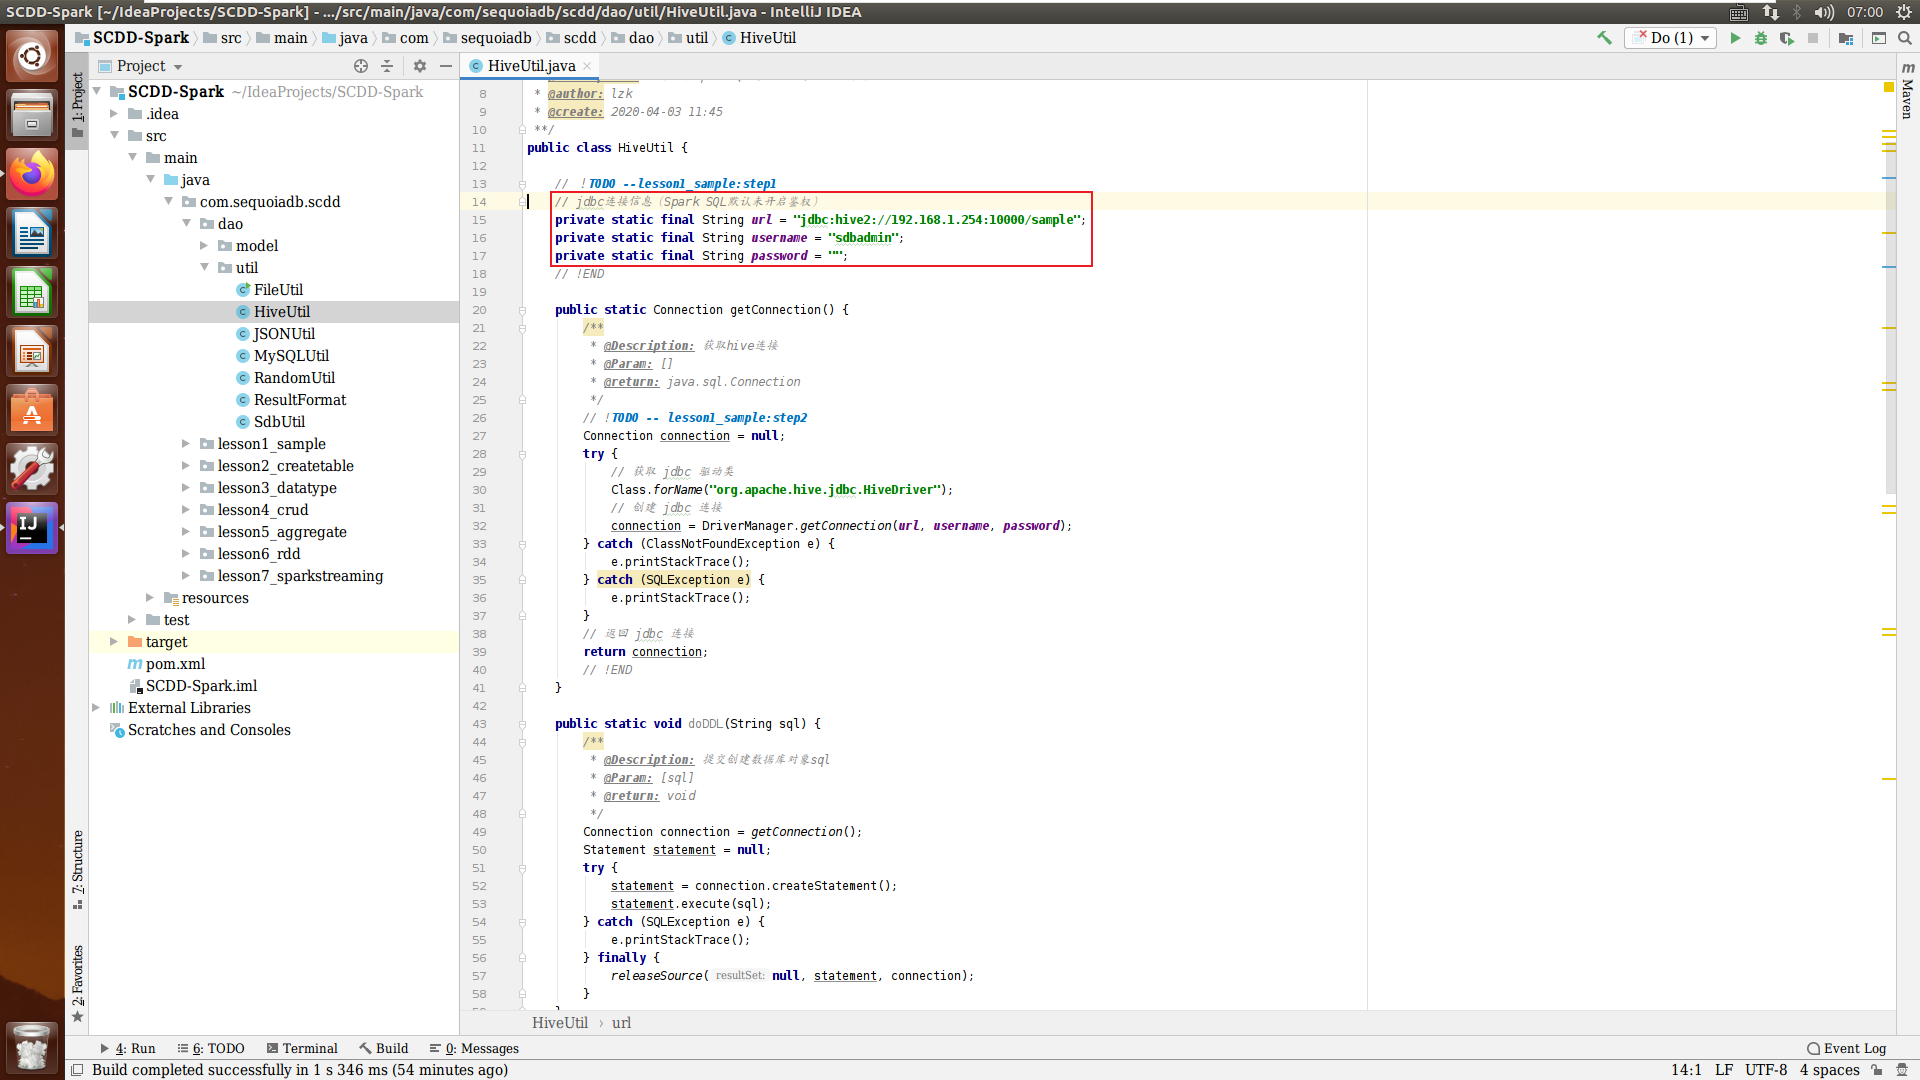 SCDD-Spark [~/IdeaProjects/SCDD-Spark] - .../src/main/java/com/sequoiadb/scdd/dao/util/HiveUtil.java - IntelliJ IDEA
07:00
SCDD-Spark src main java com sequoiadb scdd dao util HiveUtil
Do (1)
Project
HiveUtil.java
1: Project
Maven
SCDD-Spark ~/IdeaProjects/SCDD-Spark
.idea
src
main
java
com.sequoiadb.scdd
dao
model
util
FileUtil
HiveUtil
JSONUtil
MySQLUtil
RandomUtil
ResultFormat
SdbUtil
lesson1_sample
lesson2_createtable
lesson3_datatype
lesson4_crud
lesson5_aggregate
lesson6_rdd
lesson7_sparkstreaming
resources
test
target
pom.xml
SCDD-Spark.iml
External Libraries
Scratches and Consoles
7: Structure
2: Favorites
8 * @author: lzk
9 * @create: 2020-04-03 11:45
10 **/
11 public class HiveUtil {
12
13 // !TODO --lesson1_sample:step1
14 // jdbc连接信息（Spark SQL默认未开启鉴权）
15 private static final String url = "jdbc:hive2://192.168.1.254:10000/sample";
16 private static final String username = "sdbadmin";
17 private static final String password = "";
18 // !END
19
20 public static Connection getConnection() {
21 /**
22 * @Description: 获取hive连接
23 * @Param: []
24 * @return: java.sql.Connection
25 */
26 // !TODO -- lesson1_sample:step2
27 Connection connection = null;
28 try {
29 // 获取 jdbc 驱动类
30 Class.forName("org.apache.hive.jdbc.HiveDriver");
31 // 创建 jdbc 连接
32 connection = DriverManager.getConnection(url, username, password);
33 } catch (ClassNotFoundException e) {
34 e.printStackTrace();
35 } catch (SQLException e) {
36 e.printStackTrace();
37 }
38 // 返回 jdbc 连接
39 return connection;
40 // !END
41 }
42
43 public static void doDDL(String sql) {
44 /**
45 * @Description: 提交创建数据库对象sql
46 * @Param: [sql]
47 * @return: void
48 */
49 Connection connection = getConnection();
50 Statement statement = null;
51 try {
52 statement = connection.createStatement();
53 statement.execute(sql);
54 } catch (SQLException e) {
55 e.printStackTrace();
56 } finally {
57 releaseSource( resultSet: null, statement, connection);
58 }
HiveUtil › url
4: Run 6: TODO Terminal Build 0: Messages
Event Log
Build completed successfully in 1 s 346 ms (54 minutes ago)
14:1 LF UTF-8 4 spaces